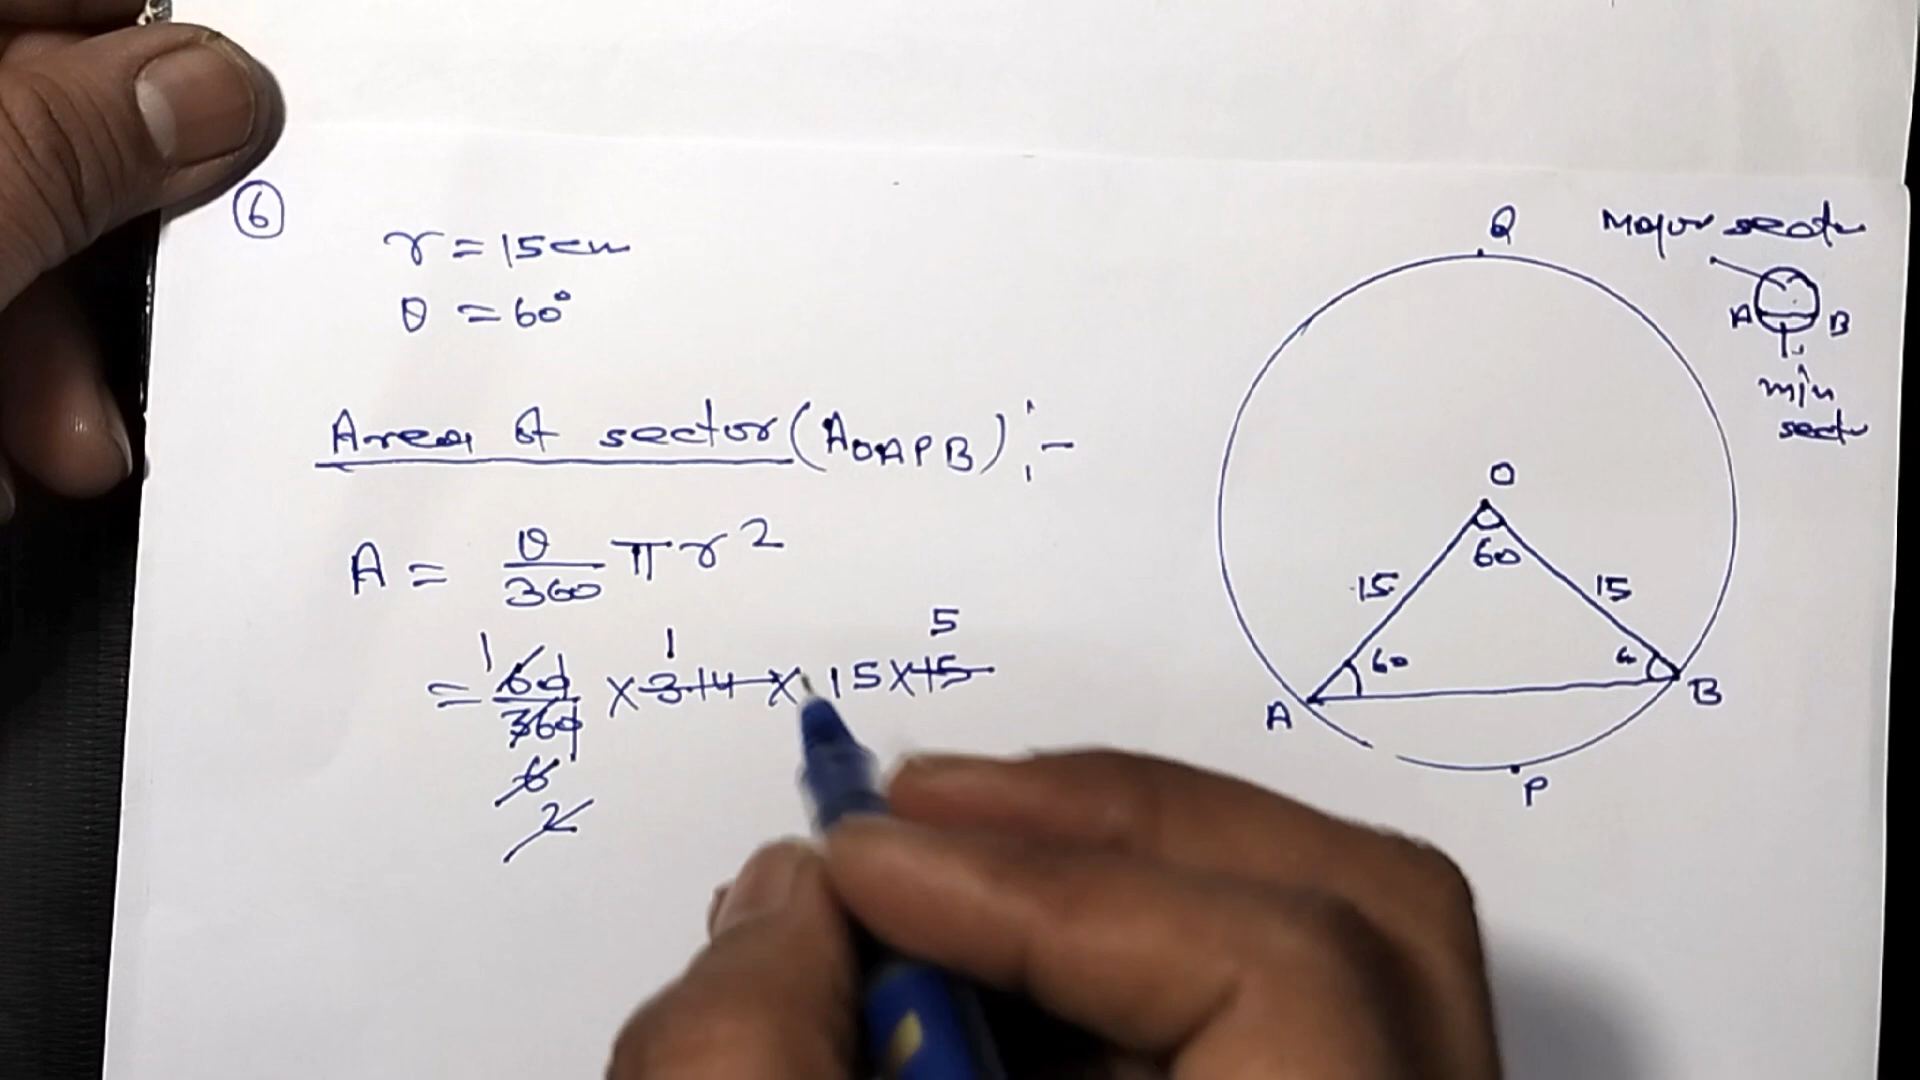 6
r = 15cm
θ = 60°
Area of sector (AOAPB) :-
A = θ/360 πr²
= 60/360 × 3.14 × 15 × 15
1
1
5
6
2
Q
Major sector
A B
min
sector
O
60
15 15
60
A B
P